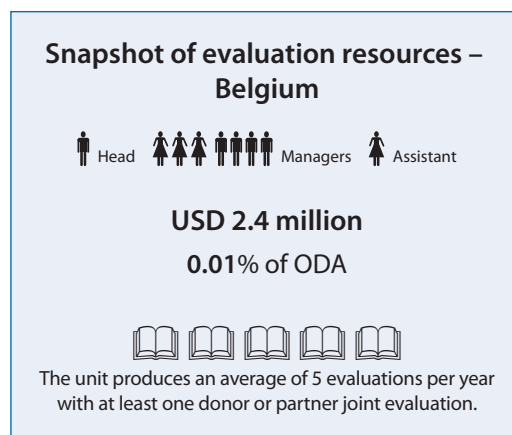 Snapshot of evaluation resources –
Belgium
Head Managers Assistant
USD 2.4 million
0.01% of ODA
The unit produces an average of 5 evaluations per year
with at least one donor or partner joint evaluation.